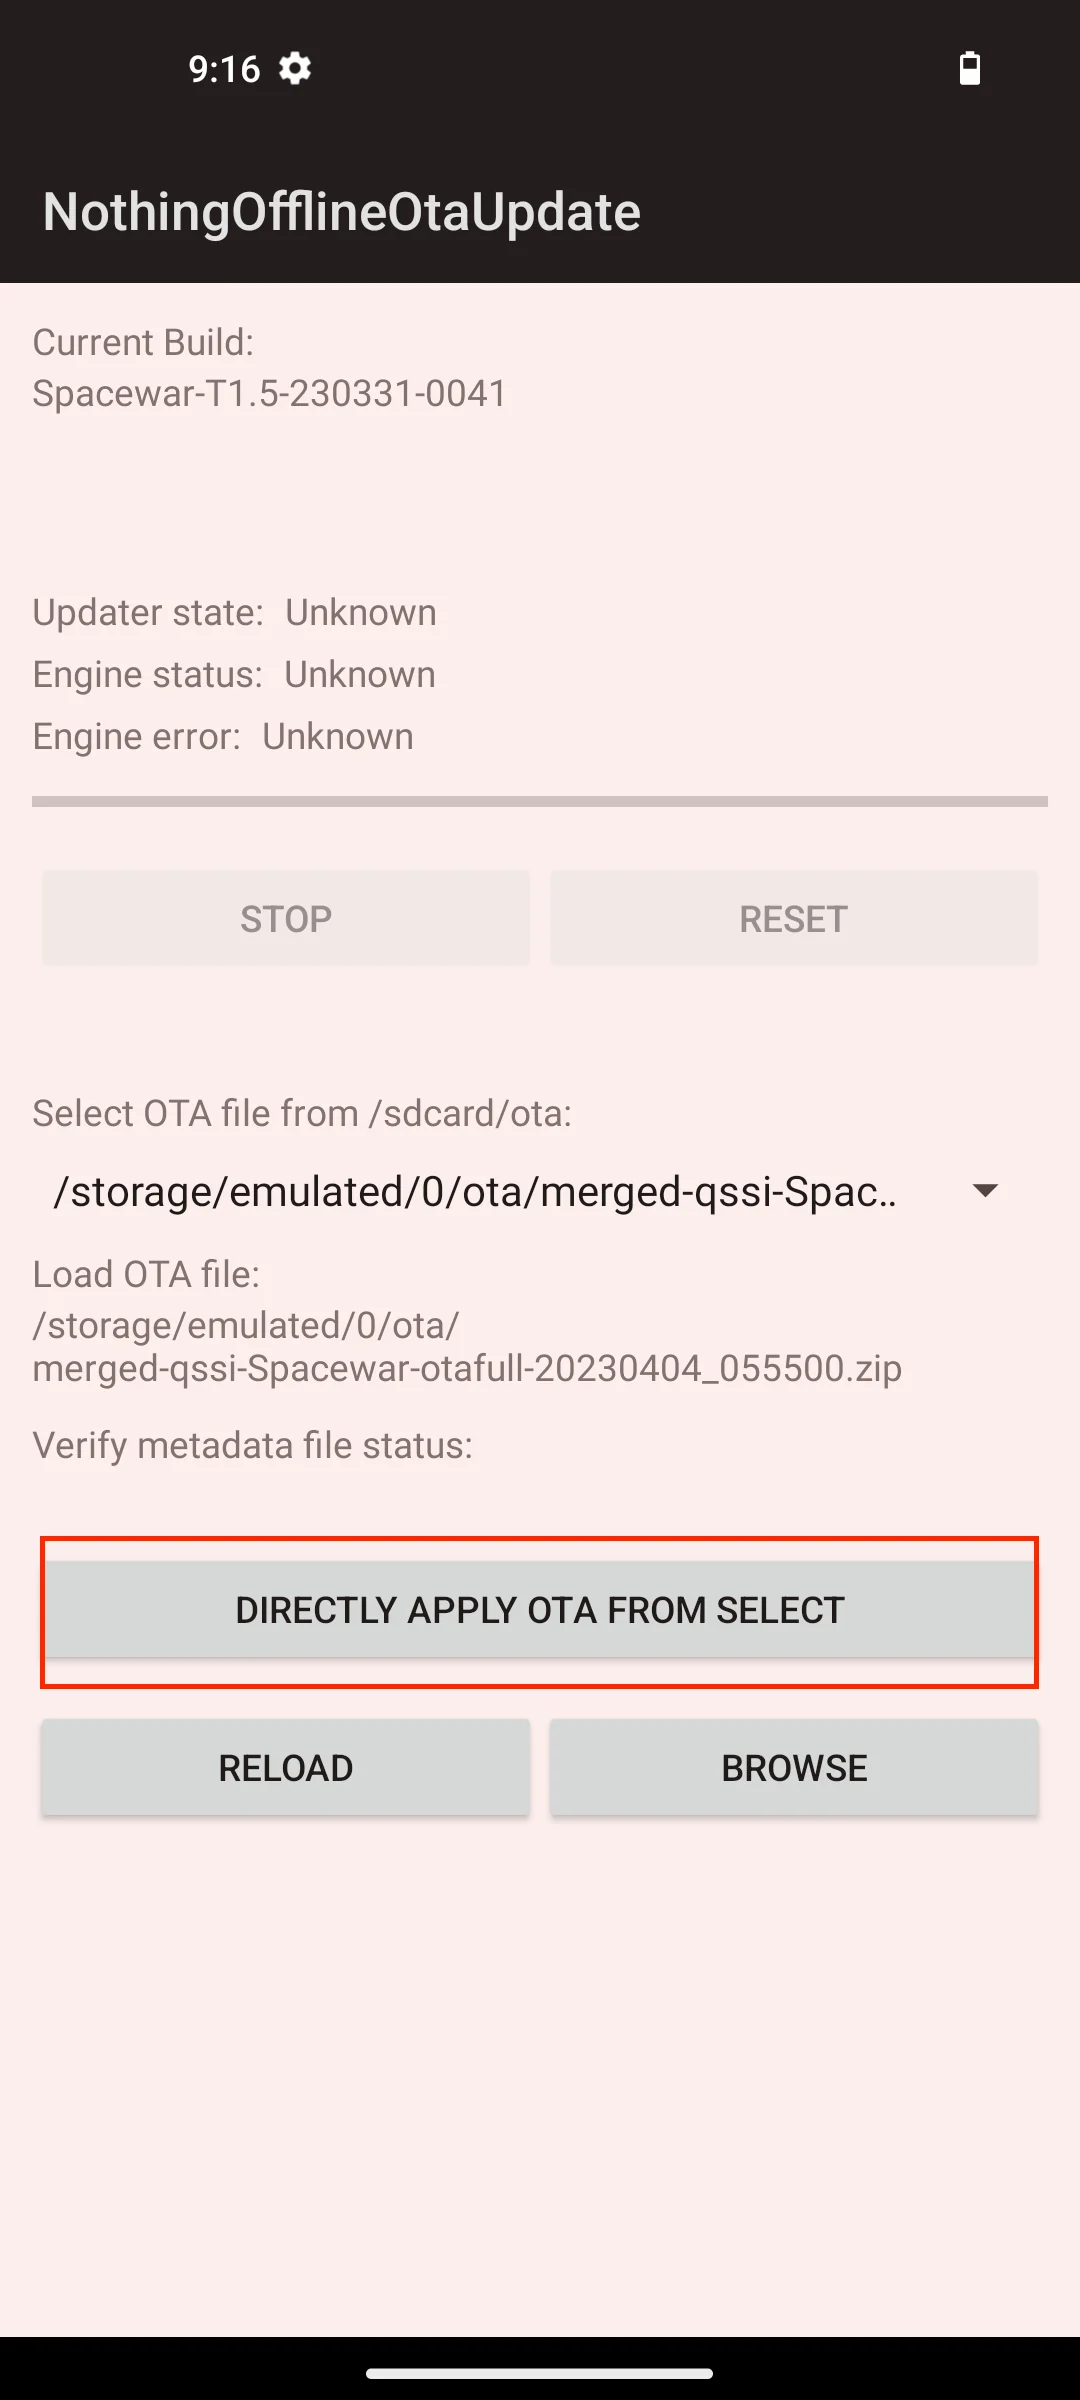 9:16
NothingOfflineOtaUpdate
Current Build:
Spacewar-T1.5-230331-0041
Updater state: Unknown
Engine status: Unknown
Engine error: Unknown
STOP
RESET
Select OTA file from /sdcard/ota:
/storage/emulated/0/ota/merged-qssi-Spac..
Load OTA file:
/storage/emulated/0/ota/
merged-qssi-Spacewar-otafull-20230404_055500.zip
Verify metadata file status:
DIRECTLY APPLY OTA FROM SELECT
RELOAD
BROWSE